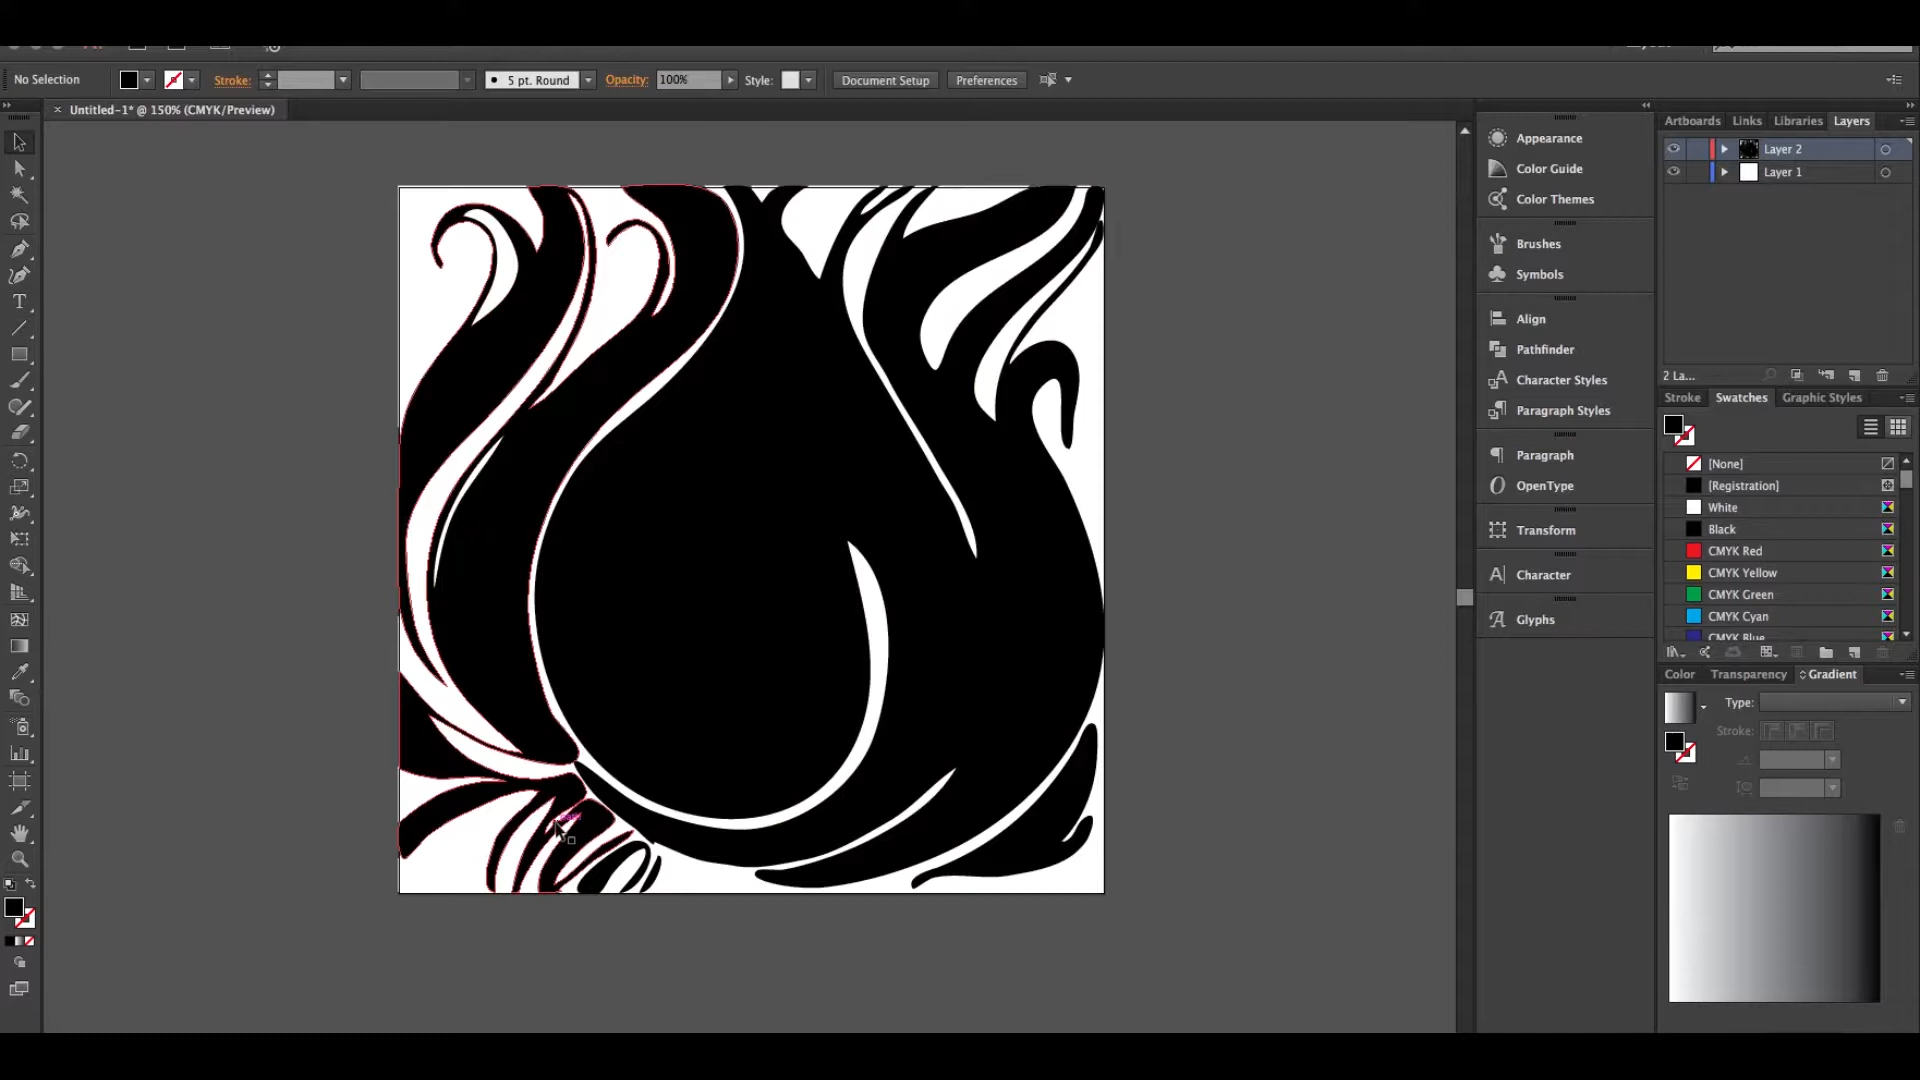 No Selection
Stroke:
5 pt. Round
Opacity:
100%
Style:
Document Setup
Preferences
Untitled-1* @ 150% (CMYK/Preview)
Appearance
Color Guide
Color Themes
Brushes
Symbols
Align
Pathfinder
Character Styles
Paragraph Styles
Paragraph
OpenType
Transform
Character
Glyphs
Artboards
Links
Libraries
Layers
Layer 2
Layer 1
2 La...
Stroke
Swatches
Graphic Styles
[None]
[Registration]
White
Black
CMYK Red
CMYK Yellow
CMYK Green
CMYK Cyan
CMYK Blue
Color
Transparency
Gradient
Type:
Stroke: